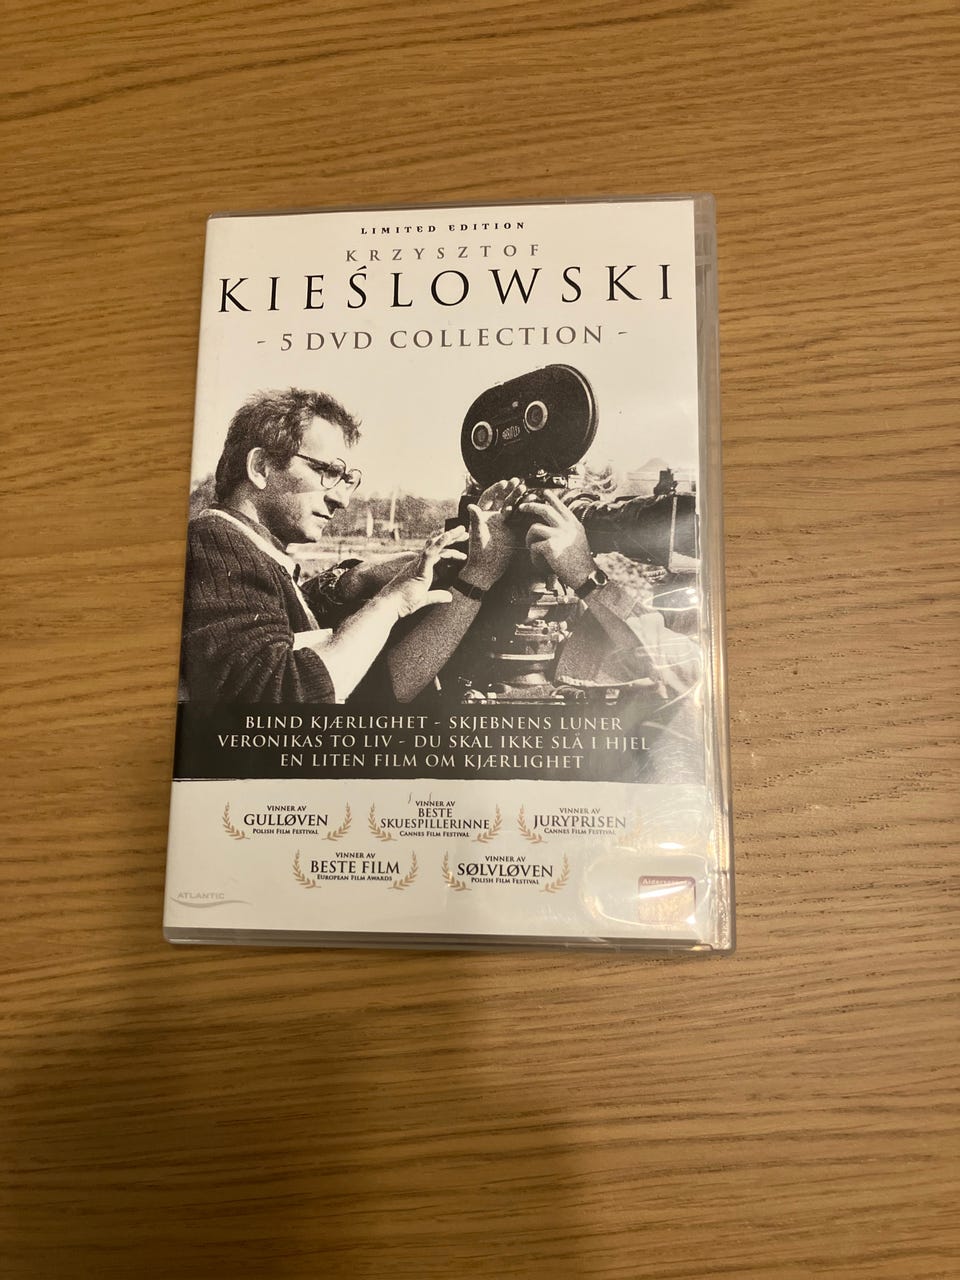 LIMITED EDITION
KRZYSZTOF
KIEŚLOWSKI
- 5 DVD COLLECTION -
BLIND KJÆRLIGHET - SKJEBNENS LUNER
VERONIKAS TO LIV - DU SKAL IKKE SLÅ I HJEL
EN LITEN FILM OM KJÆRLIGHET
VINNER AV
GULLØVEN
POLISH FILM FESTIVAL
VINNER AV
BESTE
SKUESPILLERINNE
CANNES FILM FESTIVAL
VINNER AV
JURYPRISEN
CANNES FILM FESTIVAL
VINNER AV
BESTE FILM
EUROPEAN FILM AWARDS
VINNER AV
SØLVLØVEN
POLISH FILM FESTIVAL
ATLANTIC